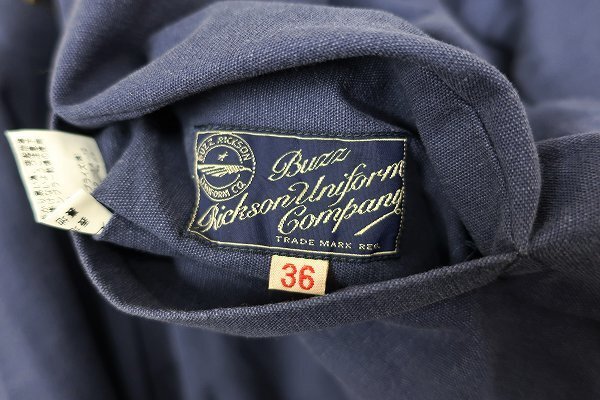 BUZZ RICKSON
UNIFORM CO.
Buzz
Rickson Uniform
Company
TRADE MARK REG.
36